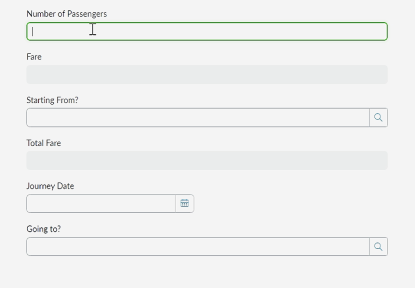 Number of Passengers
Fare
Starting From?
Total Fare
Journey Date
Going to?